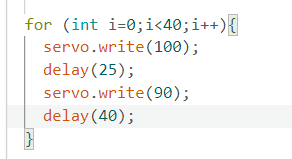 for (int i=0;i<40;i++){
servo.write(100);
delay(25);
servo.write(90);
delay(40);
}